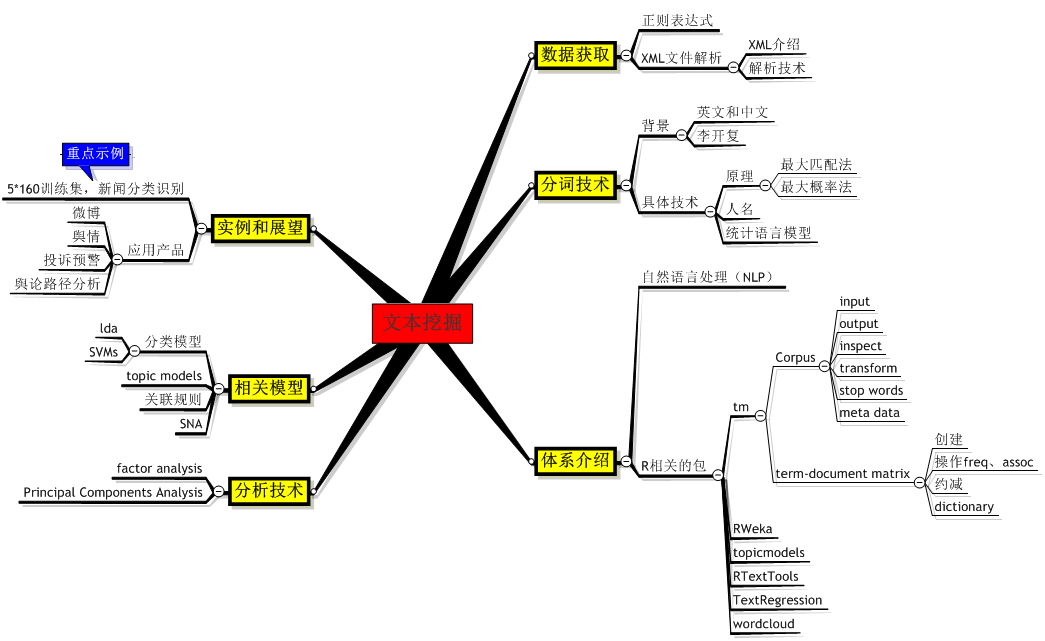 文本挖掘
数据获取
正则表达式
XML文件解析
XML介绍
解析技术
分词技术
背景
英文和中文
李开复
具体技术
原理
最大匹配法
最大概率法
人名
统计语言模型
体系介绍
自然语言处理（NLP）
R相关的包
tm
Corpus
input
output
inspect
transform
stop words
meta data
term-document matrix
创建
操作freq、assoc
约减
dictionary
RWeka
topicmodels
RTextTools
TextRegression
wordcloud
实例和展望
重点示例
5*160训练集，新闻分类识别
应用产品
微博
舆情
投诉预警
舆论路径分析
相关模型
分类模型
lda
SVMs
topic models
关联规则
SNA
分析技术
factor analysis
Principal Components Analysis